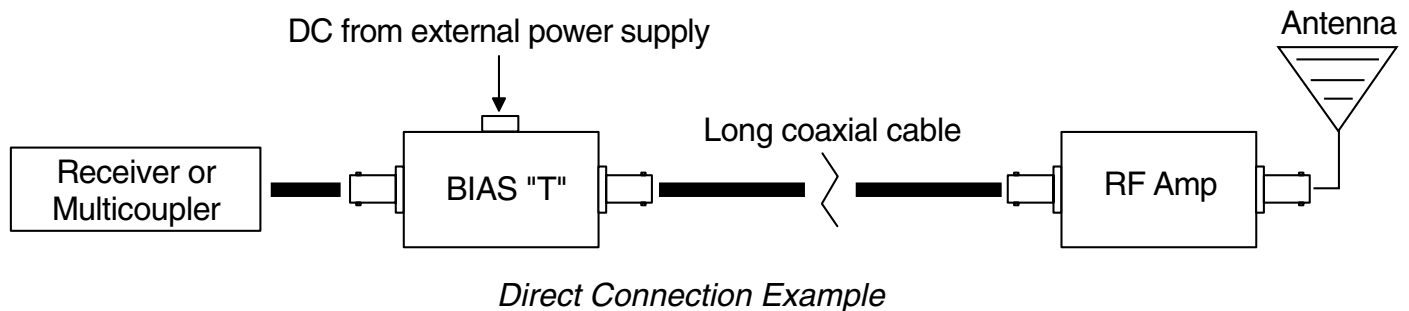 DC from external power supply
Antenna
Long coaxial cable
Receiver or
Multicoupler
BIAS "T"
RF Amp
Direct Connection Example